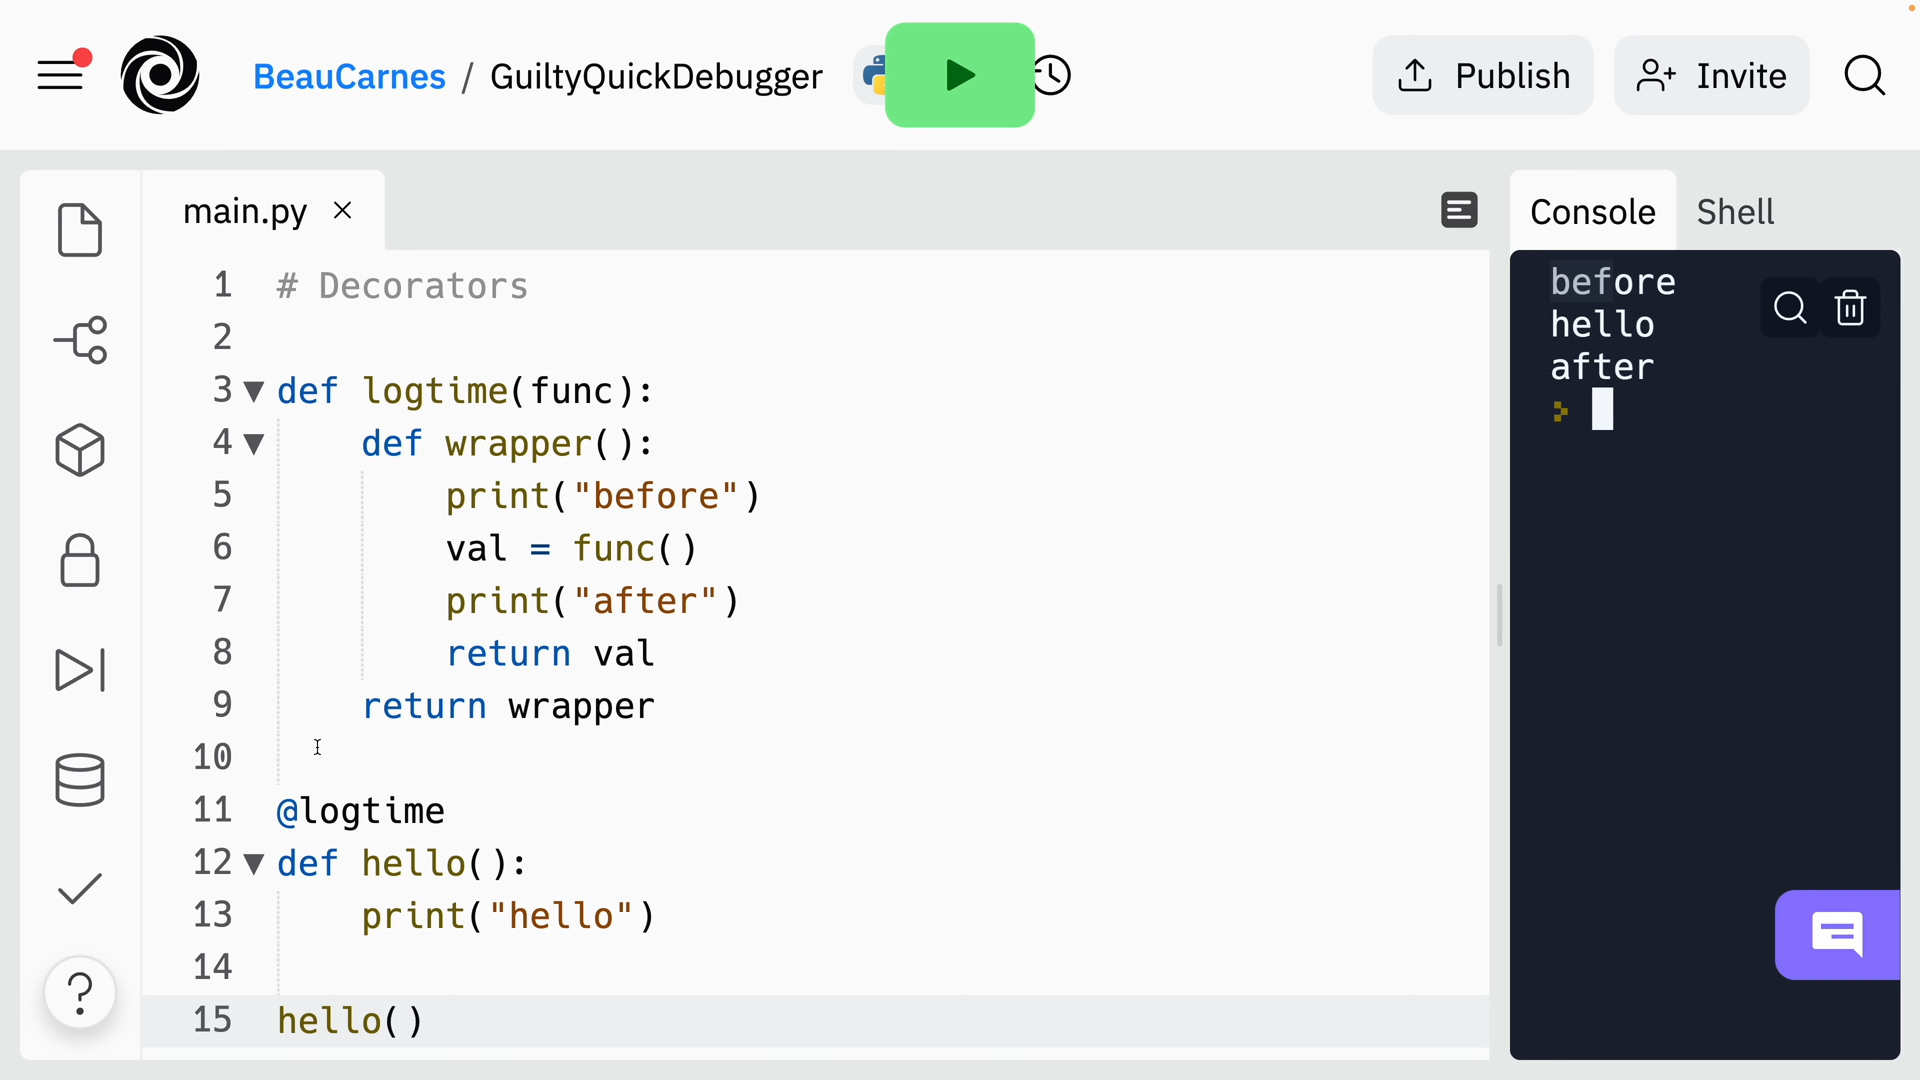 BeauCarnes / GuiltyQuickDebugger
Publish
Invite
main.py
Console
Shell
1 # Decorators
2
3 def logtime(func):
4     def wrapper():
5         print("before")
6         val = func()
7         print("after")
8         return val
9     return wrapper
10
11 @logtime
12 def hello():
13     print("hello")
14
15 hello()
before
hello
after
?